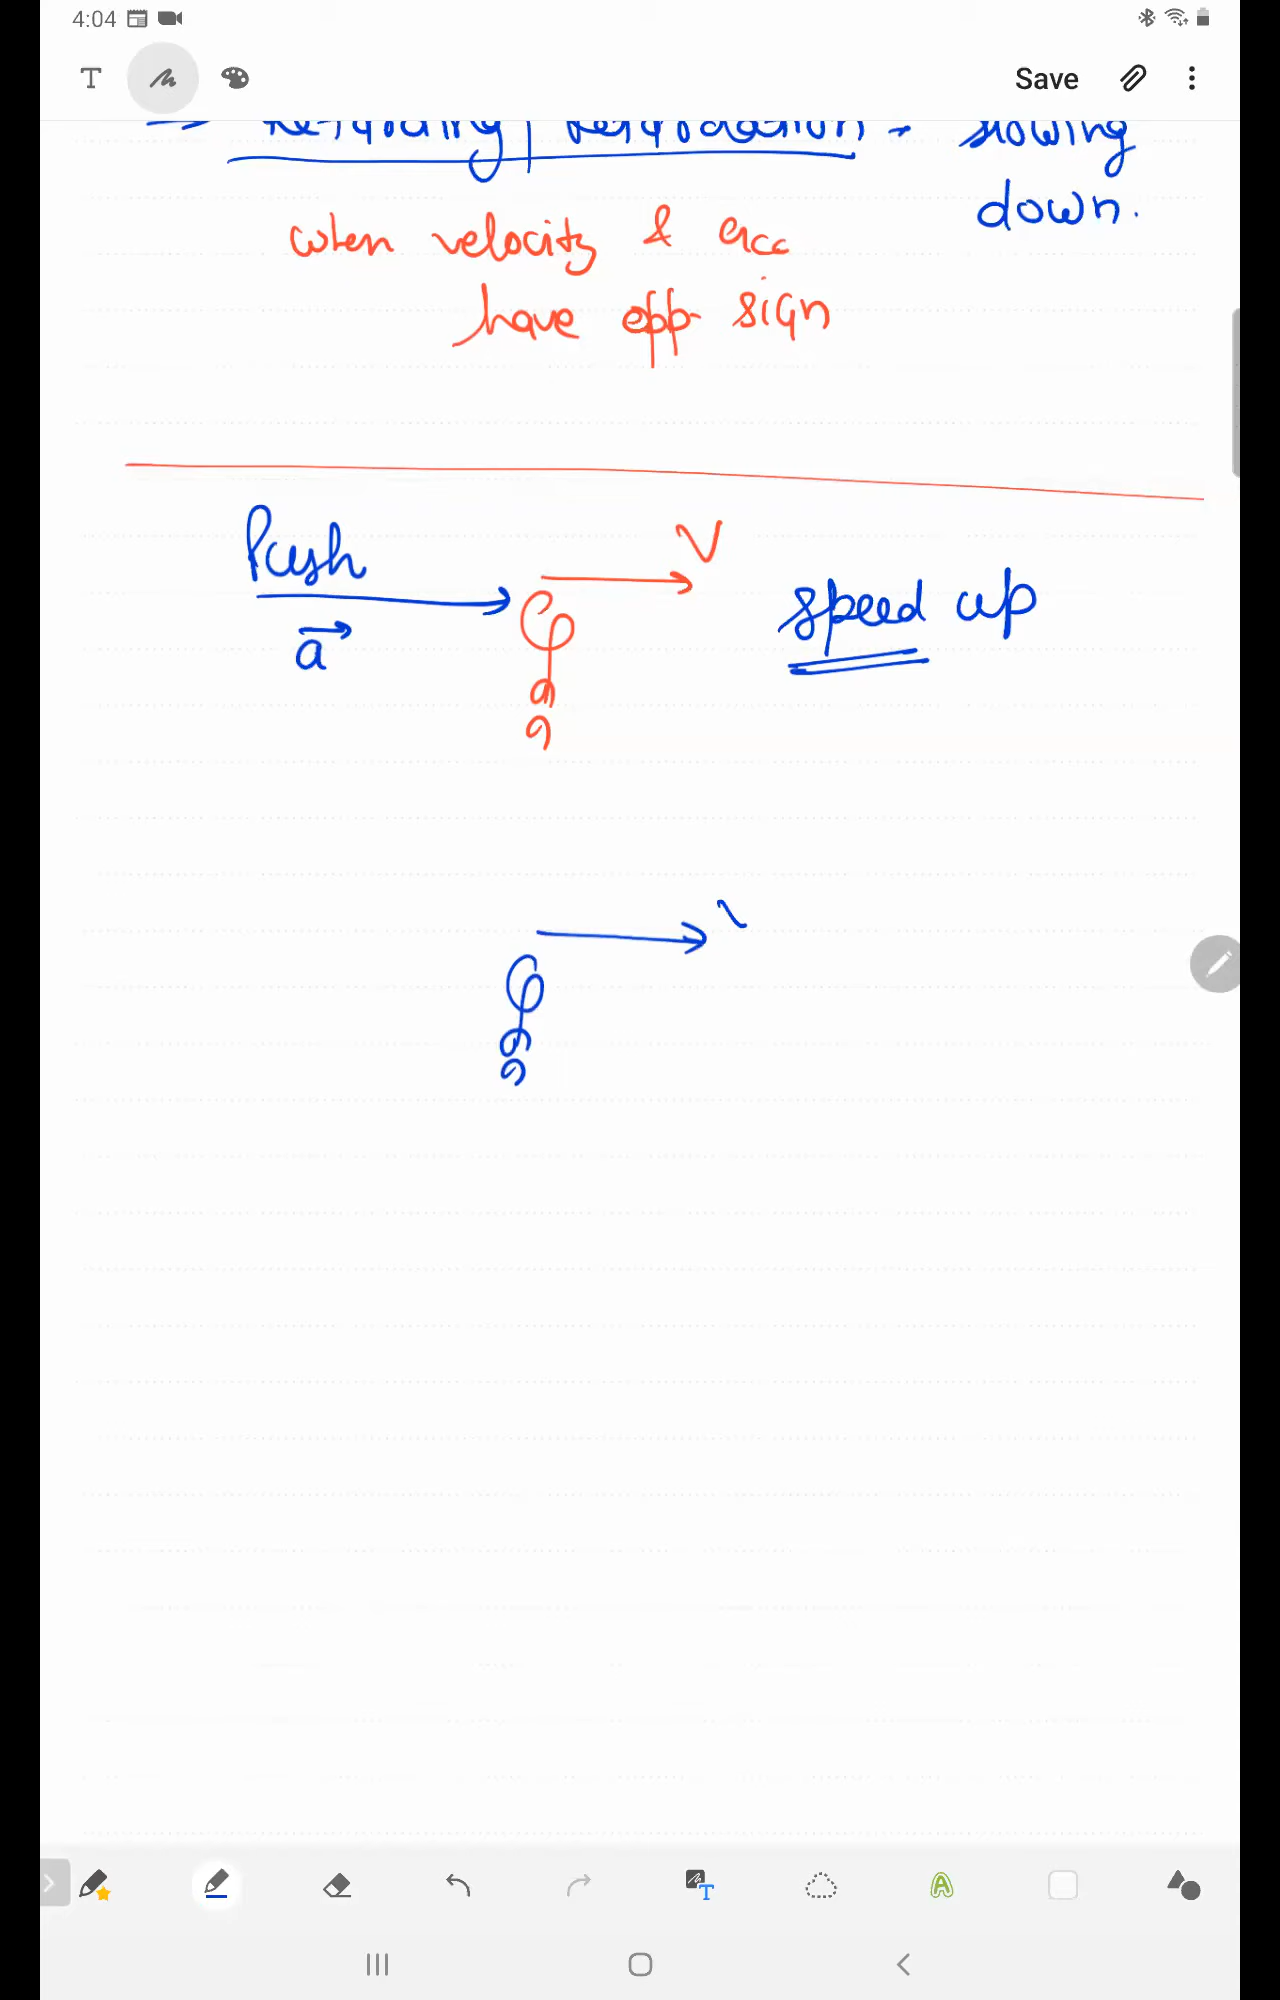 4:04
T Save
slowing
down.
when velocity & acc
have opp. sign
Push
a
V
speed up